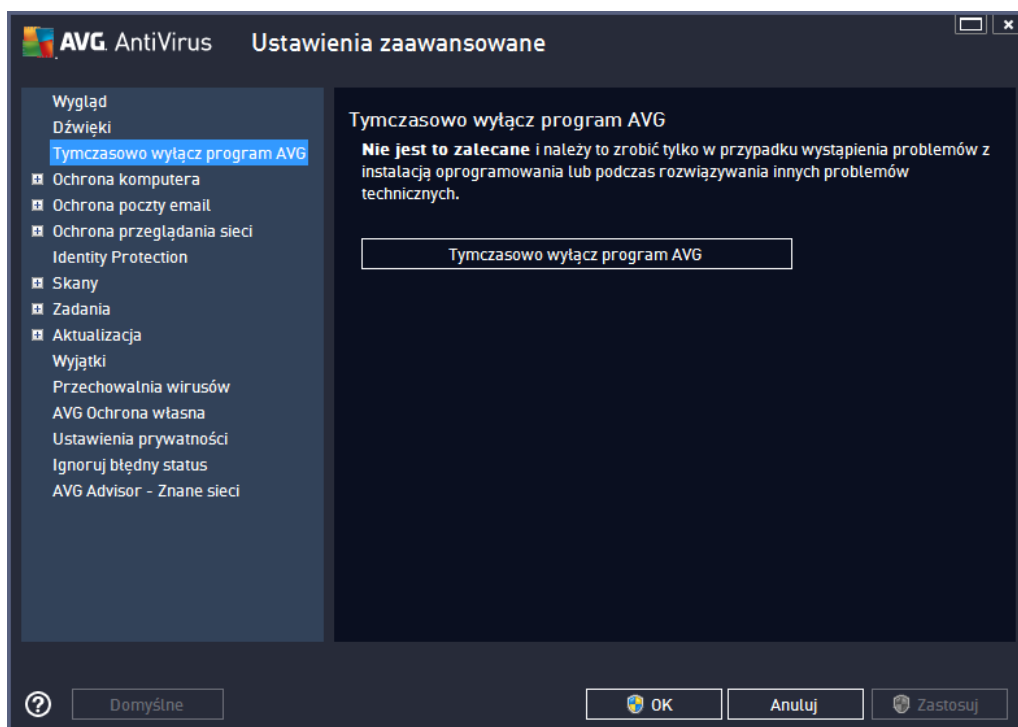 AVG. AntiVirus Ustawienia zaawansowane
Wygląd
Dźwięki
Tymczasowo wyłącz program AVG
Ochrona komputera
Ochrona poczty email
Ochrona przeglądania sieci
Identity Protection
Skany
Zadania
Aktualizacja
Wyjątki
Przechowalnia wirusów
AVG Ochrona własna
Ustawienia prywatności
Ignoruj błędny status
AVG Advisor - Znane sieci
Tymczasowo wyłącz program AVG
Nie jest to zalecane i należy to zrobić tylko w przypadku wystąpienia problemów z
instalacją oprogramowania lub podczas rozwiązywania innych problemów
technicznych.
Tymczasowo wyłącz program AVG
? Domyślne OK Anuluj Zastosuj